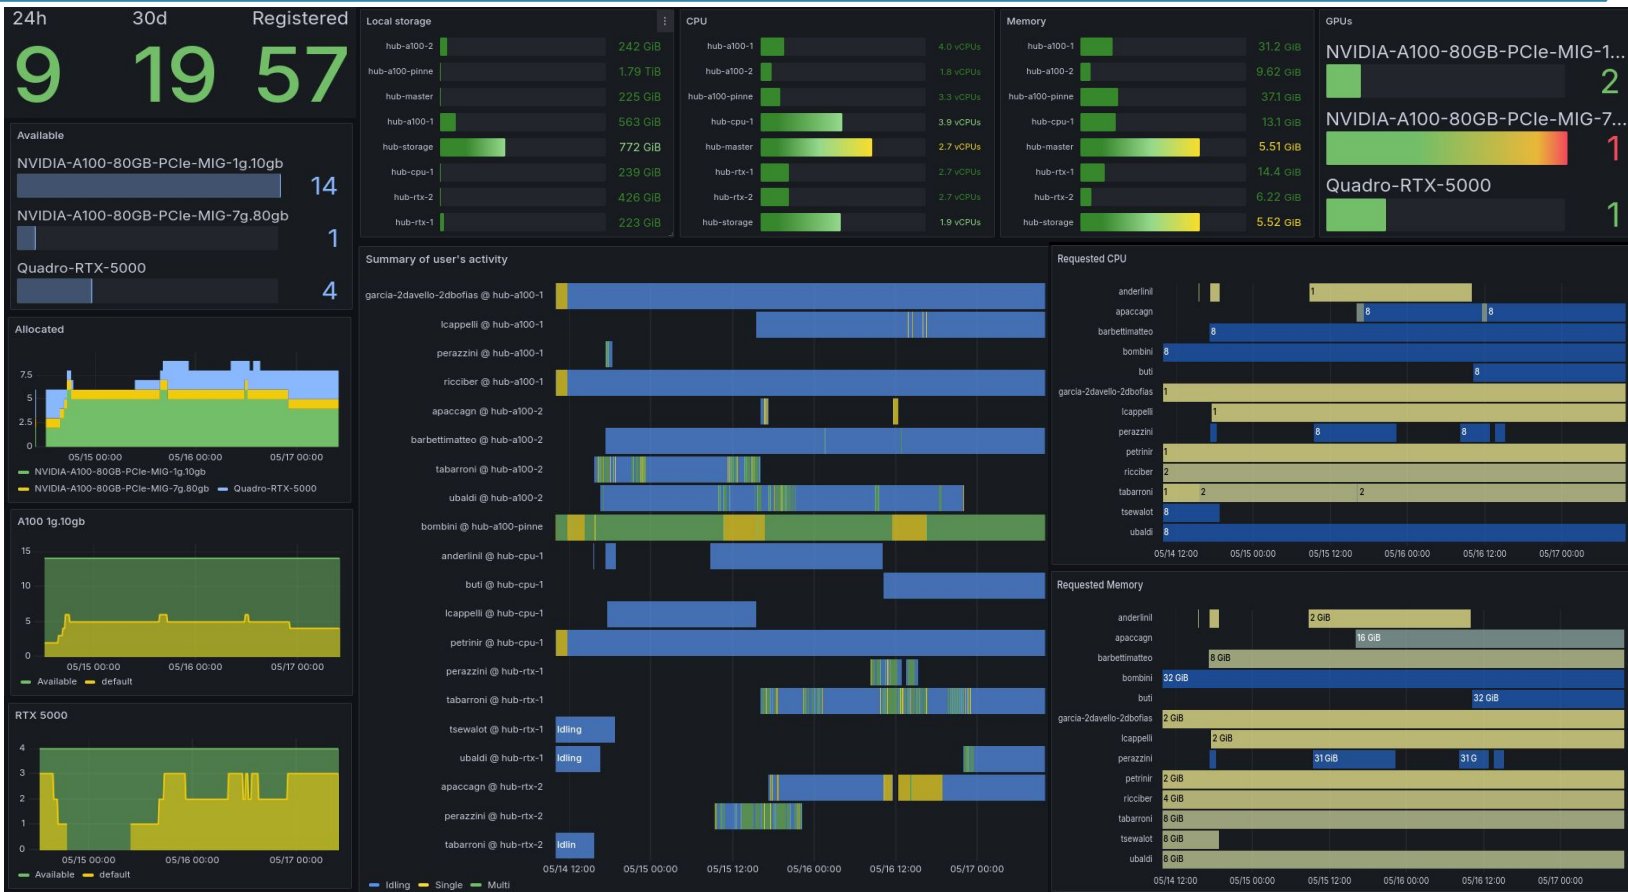 24h 30d Registered
9 19 57
Available
NVIDIA-A100-80GB-PCIe-MIG-1g.10gb
14
NVIDIA-A100-80GB-PCIe-MIG-7g.80gb
1
Quadro-RTX-5000
4
Allocated
7.5
5
2.5
0
05/15 00:00 05/16 00:00 05/17 00:00
NVIDIA-A100-80GB-PCIe-MIG-1g.10gb
NVIDIA-A100-80GB-PCIe-MIG-7g.80gb Quadro-RTX-5000
A100 1g.10gb
15
10
5
0
05/15 00:00 05/16 00:00 05/17 00:00
Available default
RTX 5000
4
3
2
1
0
05/15 00:00 05/16 00:00 05/17 00:00
Available default
Local storage
hub-a100-2 242 GiB
hub-a100-pinne 1.79 TiB
hub-master 225 GiB
hub-a100-1 563 GiB
hub-storage 772 GiB
hub-cpu-1 239 GiB
hub-rtx-2 426 GiB
hub-rtx-1 223 GiB
CPU
hub-a100-1 4.0 vCPUs
hub-a100-2 1.8 vCPUs
hub-a100-pinne 3.3 vCPUs
hub-cpu-1 3.9 vCPUs
hub-master 2.7 vCPUs
hub-rtx-1 2.7 vCPUs
hub-rtx-2 2.7 vCPUs
hub-storage 1.9 vCPUs
Memory
hub-a100-1 31.2 GiB
hub-a100-2 9.62 GiB
hub-a100-pinne 37.1 GiB
hub-cpu-1 13.1 GiB
hub-master 5.51 GiB
hub-rtx-1 14.4 GiB
hub-rtx-2 6.22 GiB
hub-storage 5.52 GiB
GPUs
NVIDIA-A100-80GB-PCIe-MIG-1...
2
NVIDIA-A100-80GB-PCIe-MIG-7...
1
Quadro-RTX-5000
1
Summary of user's activity
garcia-2davello-2dbofias @ hub-a100-1
lcappelli @ hub-a100-1
perazzini @ hub-a100-1
ricciber @ hub-a100-1
apaccagn @ hub-a100-2
barbettimatteo @ hub-a100-2
tabarroni @ hub-a100-2
ubaldi @ hub-a100-2
bombini @ hub-a100-pinne
anderlinil @ hub-cpu-1
buti @ hub-cpu-1
lcappelli @ hub-cpu-1
petrinir @ hub-cpu-1
perazzini @ hub-rtx-1
tabarroni @ hub-rtx-1
tsewalot @ hub-rtx-1 Idling
ubaldi @ hub-rtx-1 Idling
apaccagn @ hub-rtx-2
perazzini @ hub-rtx-2
tabarroni @ hub-rtx-2 Idlin
05/14 12:00 05/15 00:00 05/15 12:00 05/16 00:00 05/16 12:00 05/17 00:00
Idling Single Multi
Requested CPU
anderlinil 1
apaccagn 8 8
barbettimatteo 8
bombini 8
buti 8
garcia-2davello-2dbofias 1
lcappelli 1
perazzini 8 8
petrinir 1
ricciber 2
tabarroni 1 2 2
tsewalot 8
ubaldi 8
05/14 12:00 05/15 00:00 05/15 12:00 05/16 00:00 05/16 12:00 05/17 00:00
Requested Memory
anderlinil 2 GiB
apaccagn 16 GiB
barbettimatteo 8 GiB
bombini 32 GiB
buti 32 GiB
garcia-2davello-2dbofias 2 GiB
lcappelli 2 GiB
perazzini 31 GiB 31 G
petrinir 2 GiB
ricciber 4 GiB
tabarroni 8 GiB
tsewalot 8 GiB
ubaldi 8 GiB
05/14 12:00 05/15 00:00 05/15 12:00 05/16 00:00 05/16 12:00 05/17 00:00